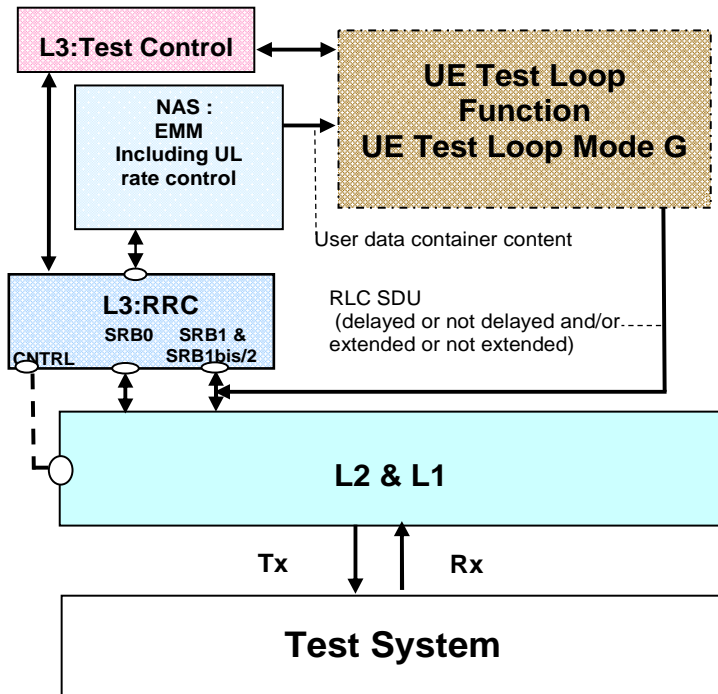 L3:Test Control
UE Test Loop
Function
UE Test Loop Mode G
NAS :
EMM
Including UL
rate control
User data container content
L3:RRC
SRB0
SRB1 &
SRB1bis/2
CNTRL
RLC SDU
(delayed or not delayed and/or
extended or not extended)
L2 & L1
Tx
Rx
Test System